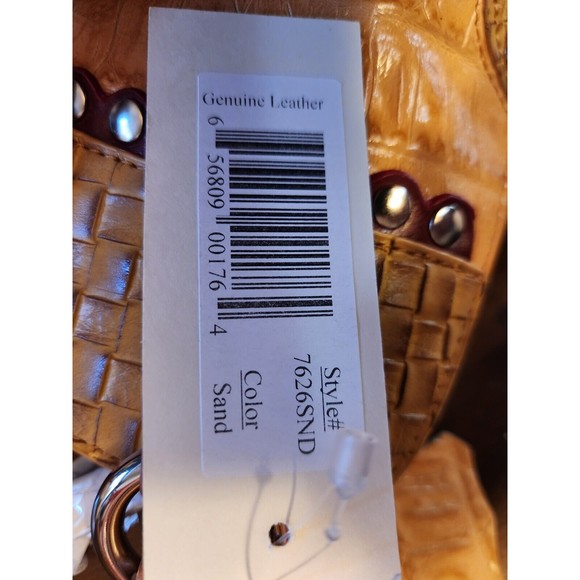 Genuine Leather
6 56809 00176 4
Style#
7626SND
Color
Sand